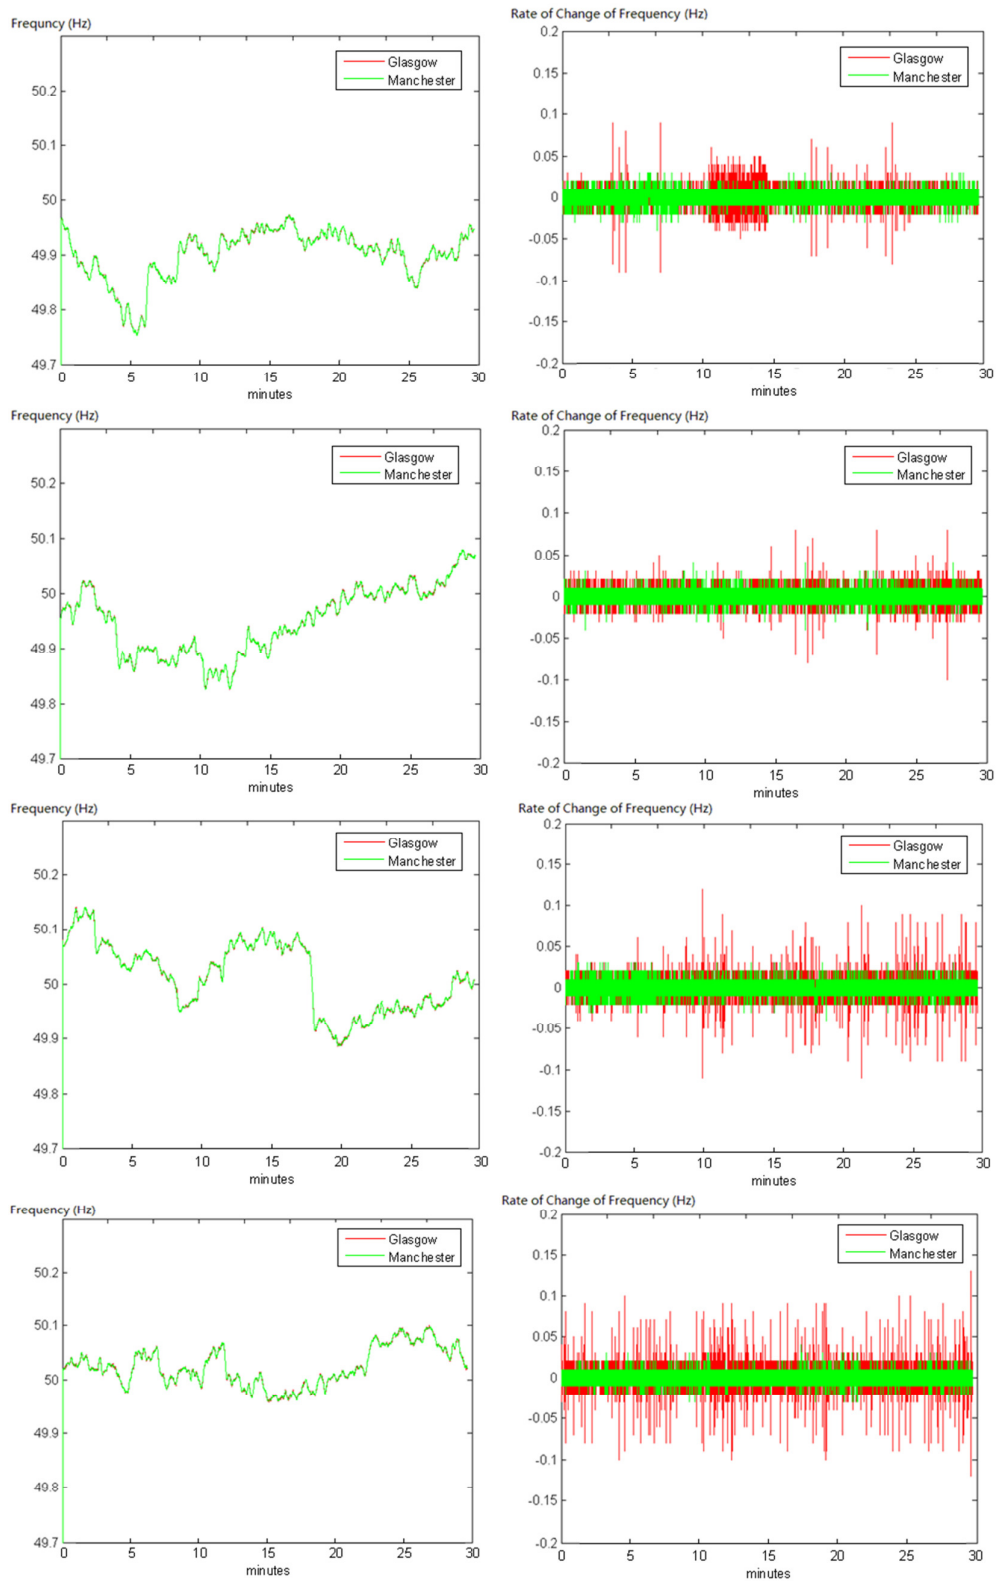 Frequncy (Hz)
Rate of Change of Frequency (Hz)
Glasgow
Manchester
50.2
50.1
50
49.9
49.8
49.7
0 5 10 15 20 25 30
minutes
Glasgow
Manchester
0.2
0.15
0.1
0.05
0
-0.05
-0.1
-0.15
-0.2
0 5 10 15 20 25 30
minutes
Frequency (Hz)
Rate of Change of Frequency (Hz)
Glasgow
Manchester
50.2
50.1
50
49.9
49.8
49.7
0 5 10 15 20 25 30
minutes
Glasgow
Manchester
0.2
0.15
0.1
0.05
0
-0.05
-0.1
-0.15
-0.2
0 5 10 15 20 25 30
minutes
Frequency (Hz)
Rate of Change of Frequency (Hz)
Glasgow
Manchester
50.2
50.1
50
49.9
49.8
49.7
0 5 10 15 20 25 30
minutes
Glasgow
Manchester
0.2
0.15
0.1
0.05
0
-0.05
-0.1
-0.15
-0.2
0 5 10 15 20 25 30
minutes
Frequency (Hz)
Rate of Change of Frequency (Hz)
Glasgow
Manchester
50.2
50.1
50
49.9
49.8
49.7
0 5 10 15 20 25 30
minutes
Glasgow
Manchester
0.2
0.15
0.1
0.05
0
-0.05
-0.1
-0.15
-0.2
0 5 10 15 20 25 30
minutes